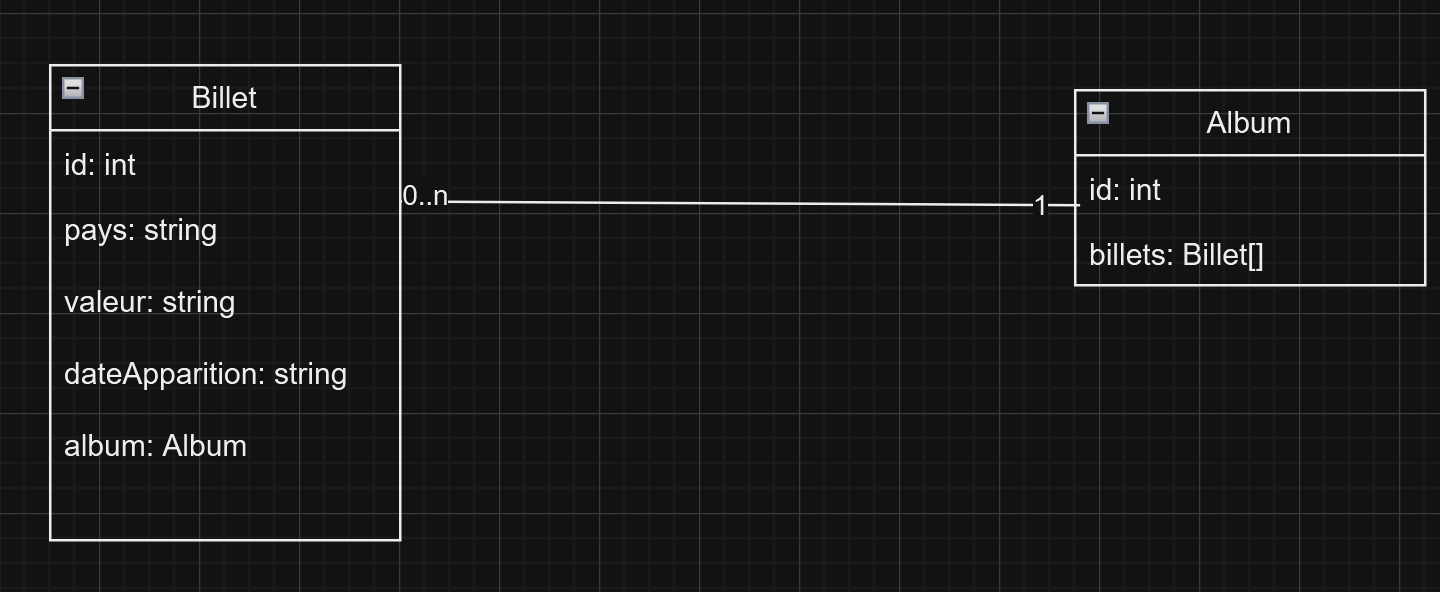 Billet
id: int
pays: string
valeur: string
dateApparition: string
album: Album
0..n
1
Album
id: int
billets: Billet[]